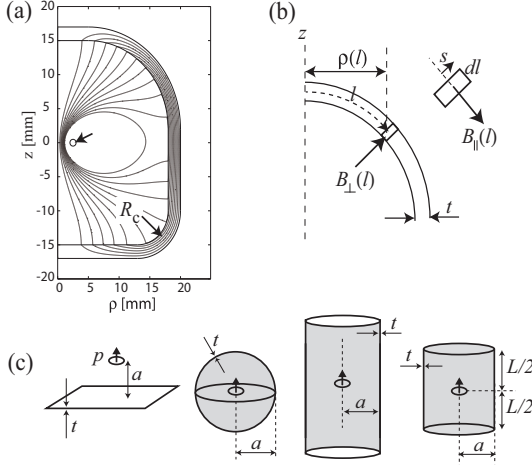 (a)
z [mm]
20
15
10
5
0
-5
-10
-15
-20
0 5 10 15 20
ρ [mm]
R_c
(b)
z
ρ(l)
l
s
dl
B_∥(l)
B_⊥(l)
t
(c)
p
a
t
t
a
t
a
t
L/2
L/2
a